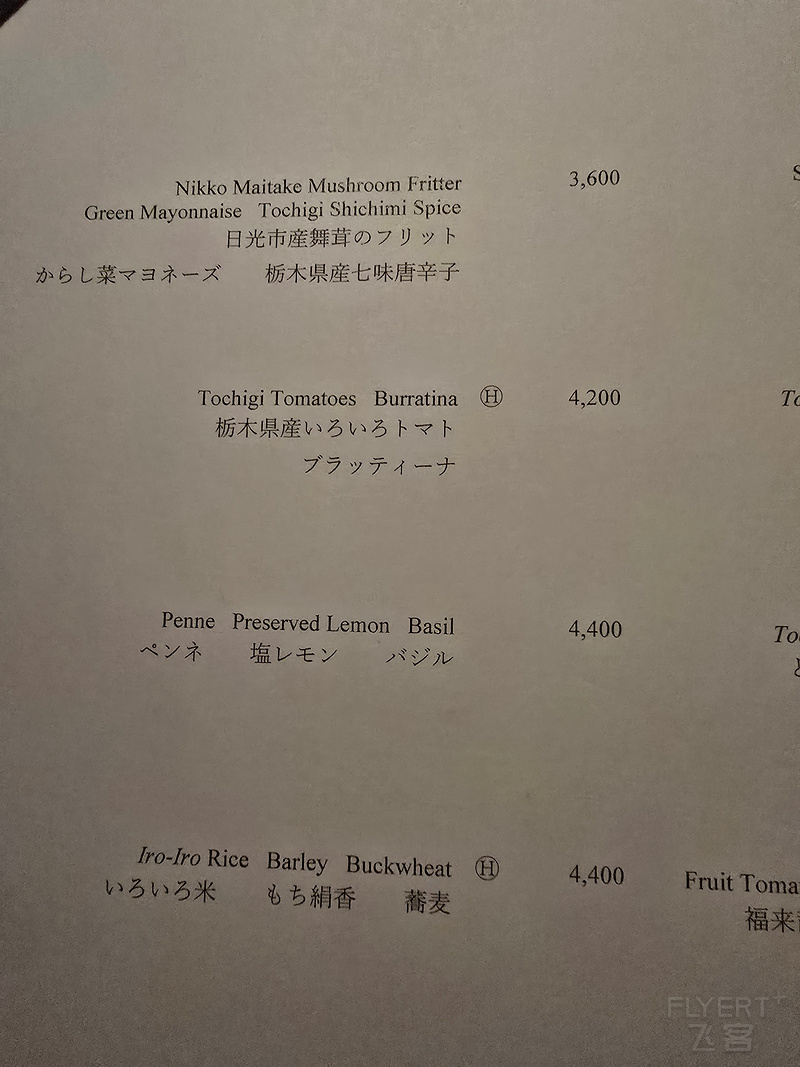 Nikko Maitake Mushroom Fritter 3,600
Green Mayonnaise Tochigi Shichimi Spice
日光市産舞茸のフリット
からし菜マヨネーズ 栃木県産七味唐辛子
Tochigi Tomatoes Burratina Ⓗ 4,200
栃木県産いろいろトマト
ブラッティーナ
Penne Preserved Lemon Basil 4,400
ペンネ 塩レモン バジル
Iro-Iro Rice Barley Buckwheat Ⓗ 4,400
いろいろ米 もち絹香 蕎麦
Fruit
福来
FLYERT+
飞客